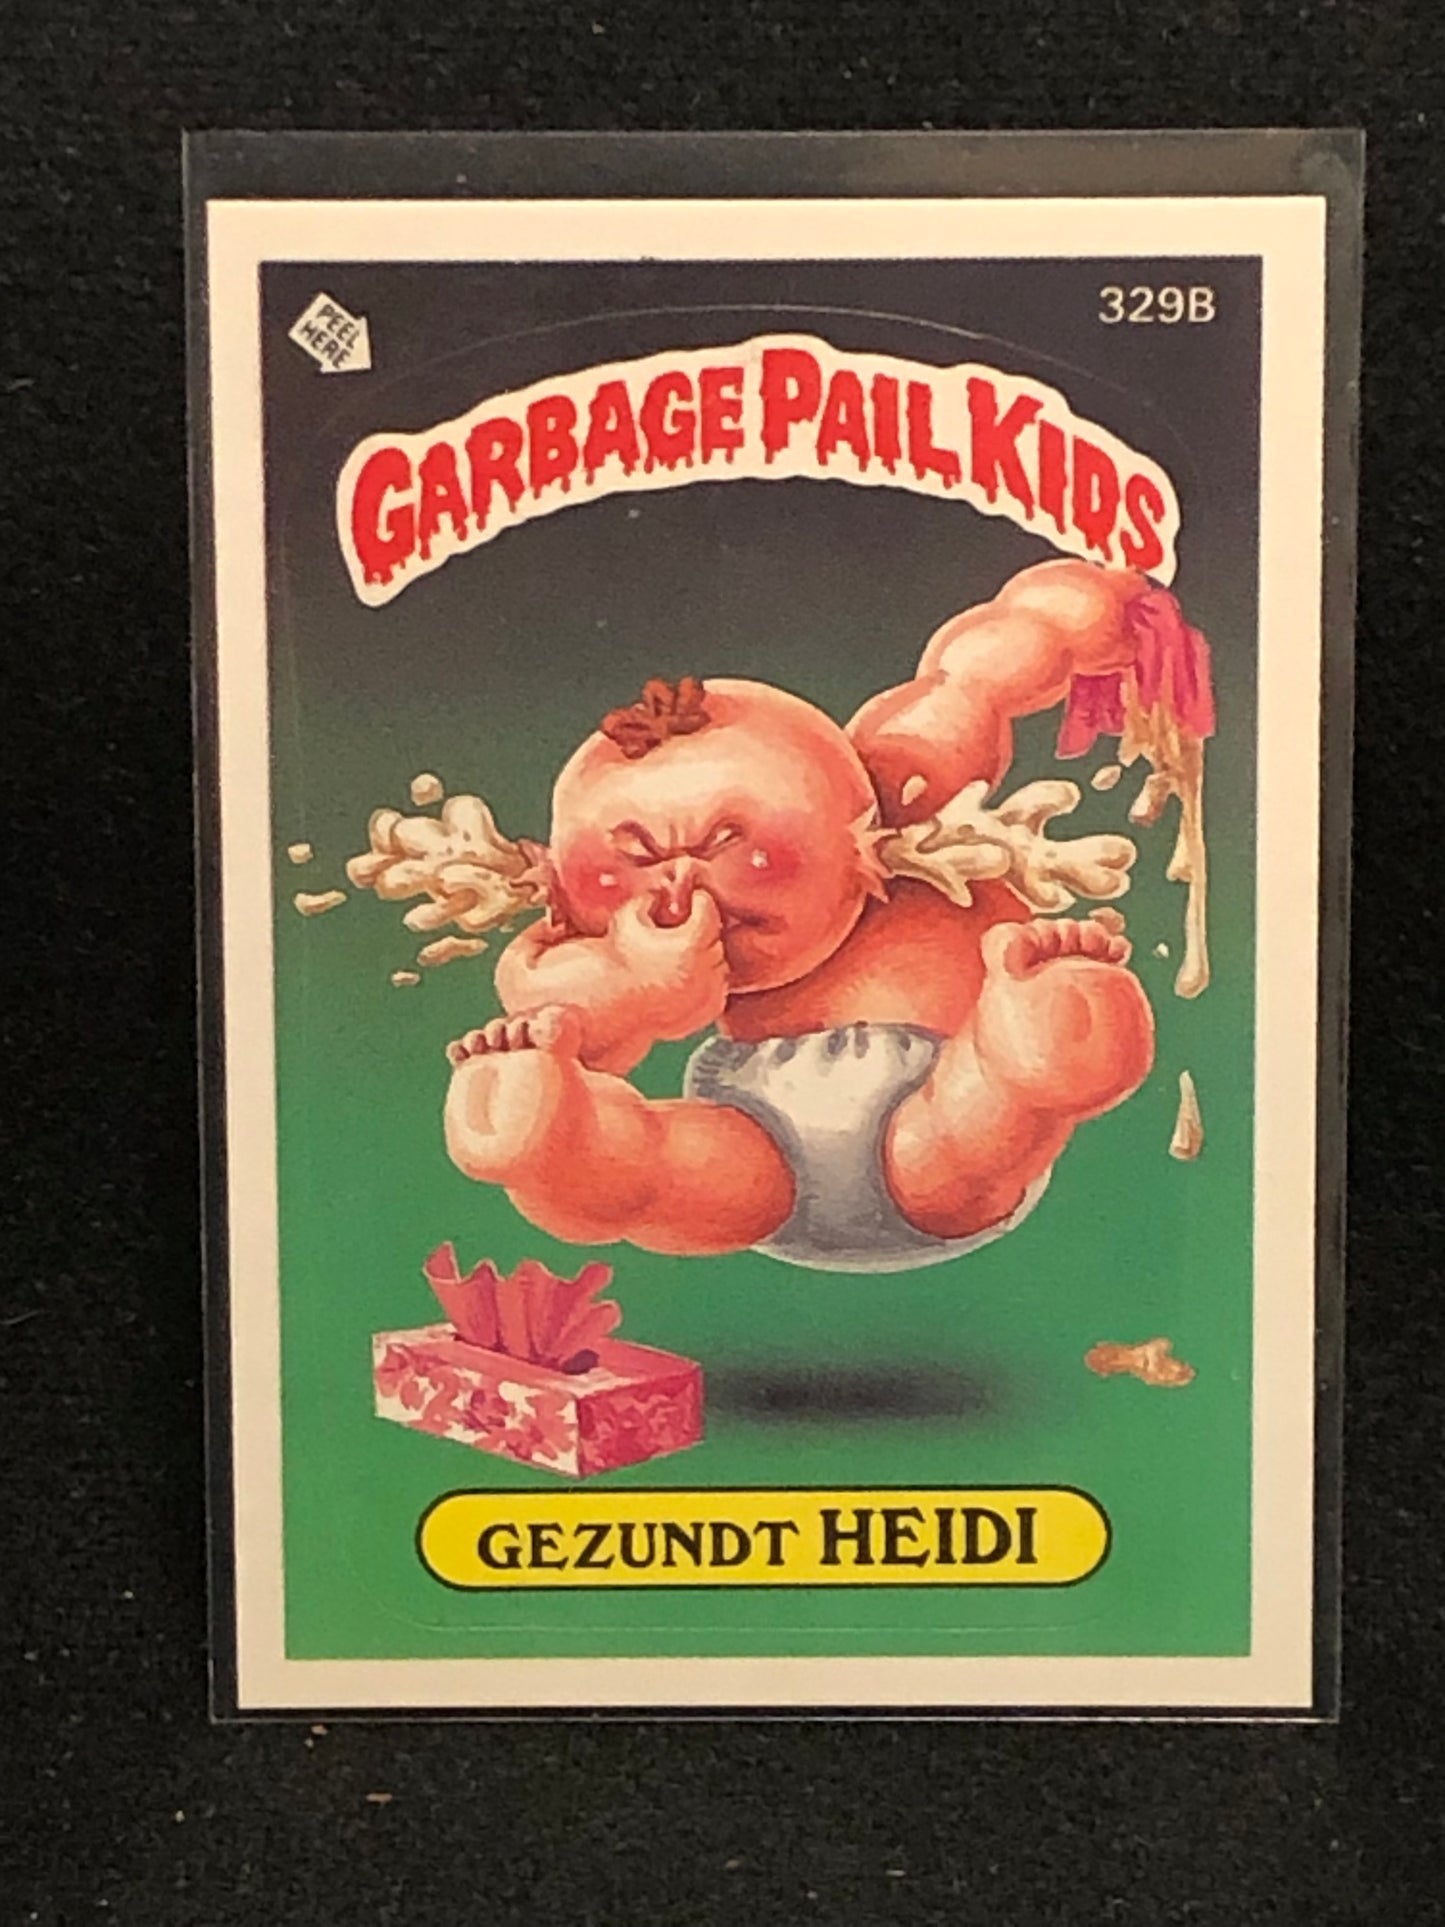 PEEL
HERE
329B
GARBAGE PAIL KIDS
GEZUNDT HEIDI